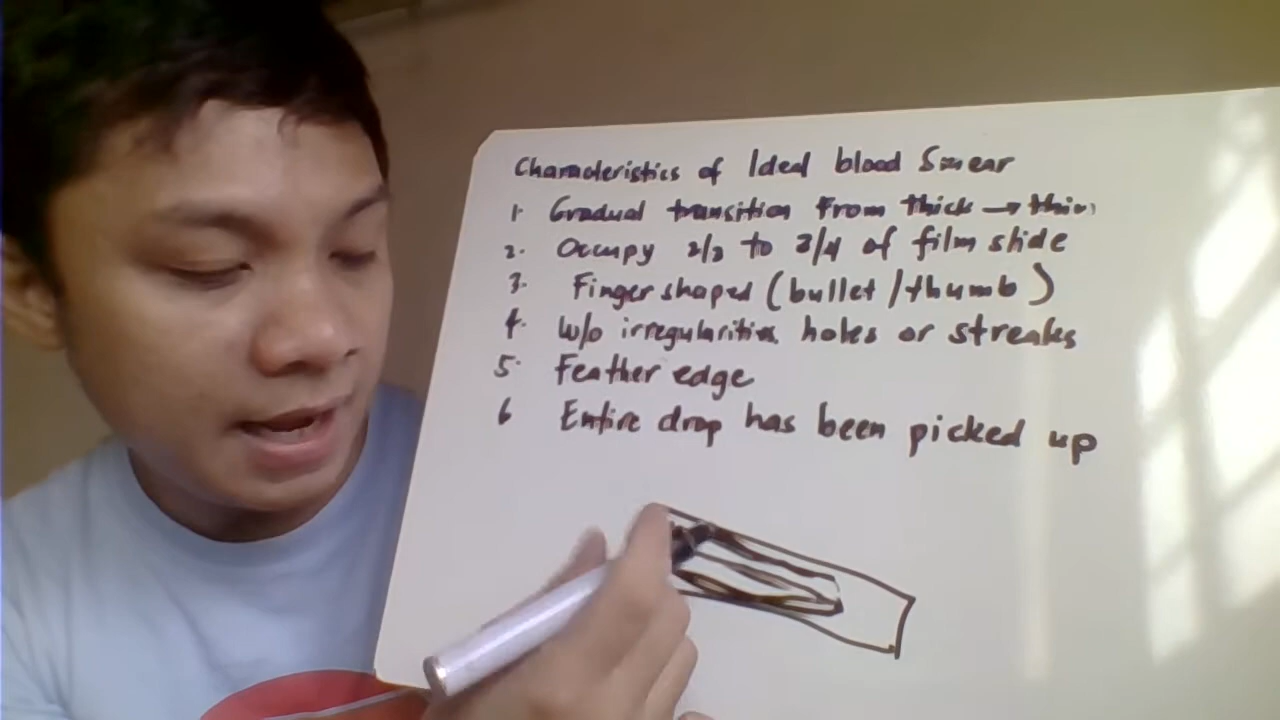 Characteristics of Ideal blood Smear
1. Gradual transition from thick → thin
2. Occupy 2/3 to 3/4 of film slide
3. Finger shaped (bullet/thumb)
4. w/o irregularities holes or streaks
5. Feather edge
6 Entire drop has been picked up